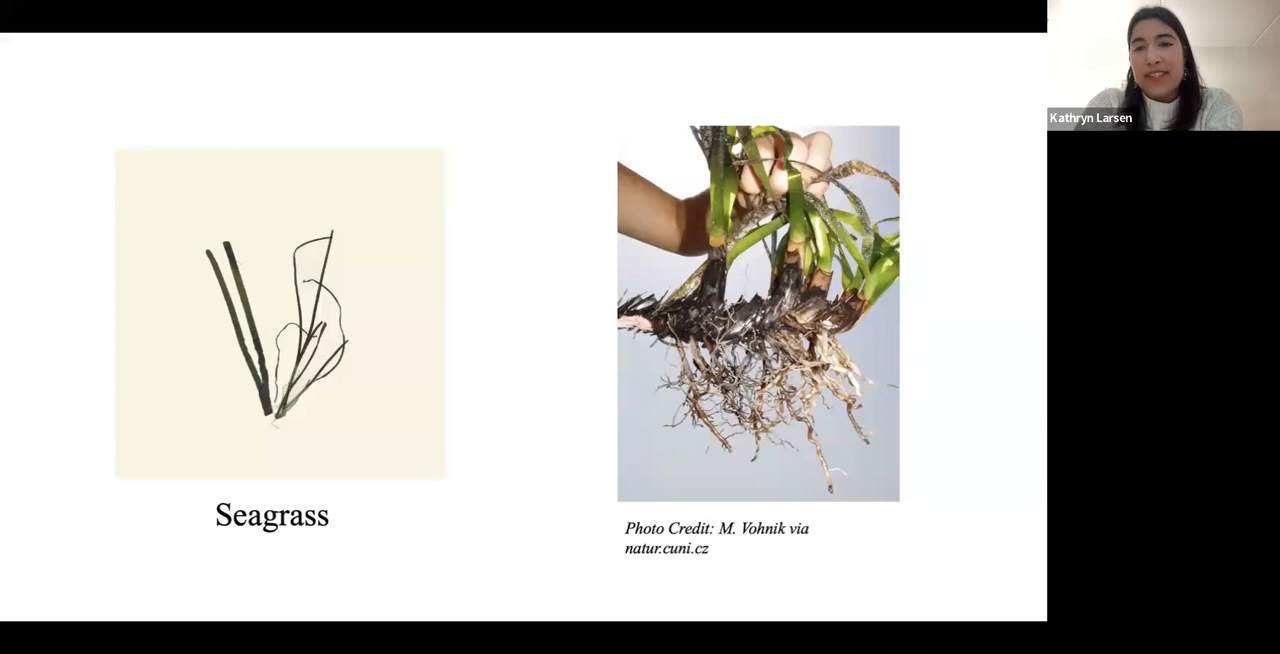 Kathryn Larsen
Seagrass
Photo Credit: M. Vohnik via
natur.cuni.cz